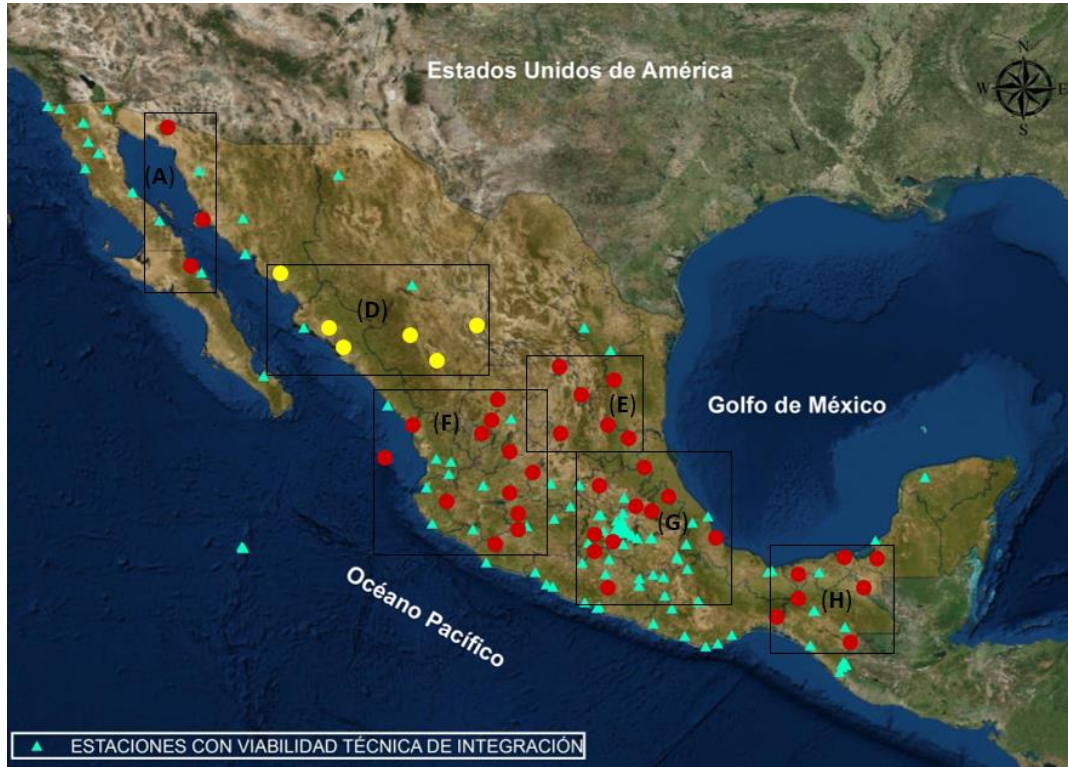 Estados Unidos de América
N
W E
S
(A)
(D)
(E)
Golfo de México
(F)
(G)
(H)
Océano Pacífico
ESTACIONES CON VIABILIDAD TÉCNICA DE INTEGRACIÓN